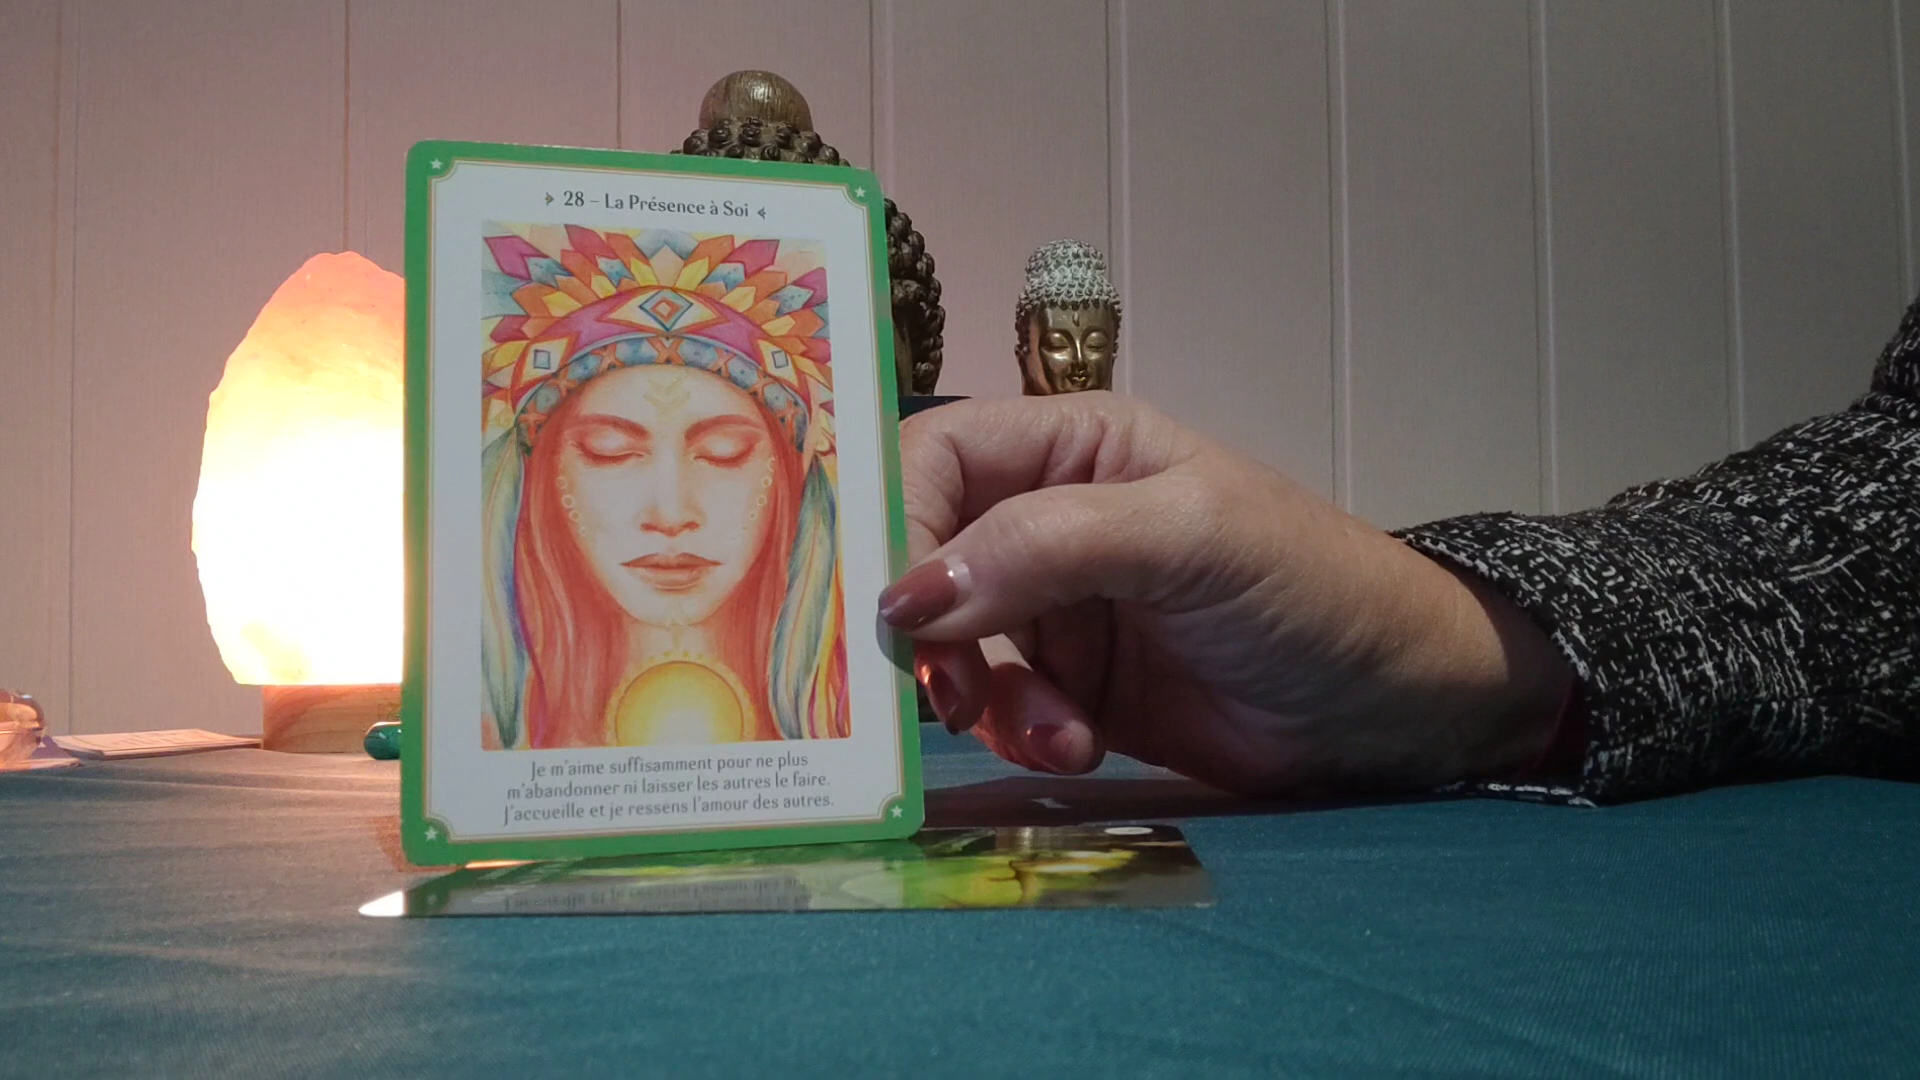 28 – La Présence à Soi
Je m'aime suffisamment pour ne plus
m'abandonner ni laisser les autres le faire.
J'accueille et je ressens l'amour des autres.